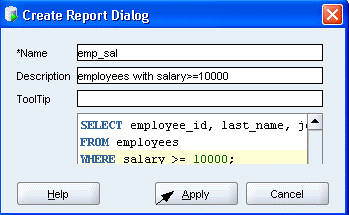 Create Report Dialog
*Name emp_sal
Description employees with salary>=10000
ToolTip
SELECT employee_id, last_name,
FROM employees
WHERE salary >= 10000;
Help Apply Cancel